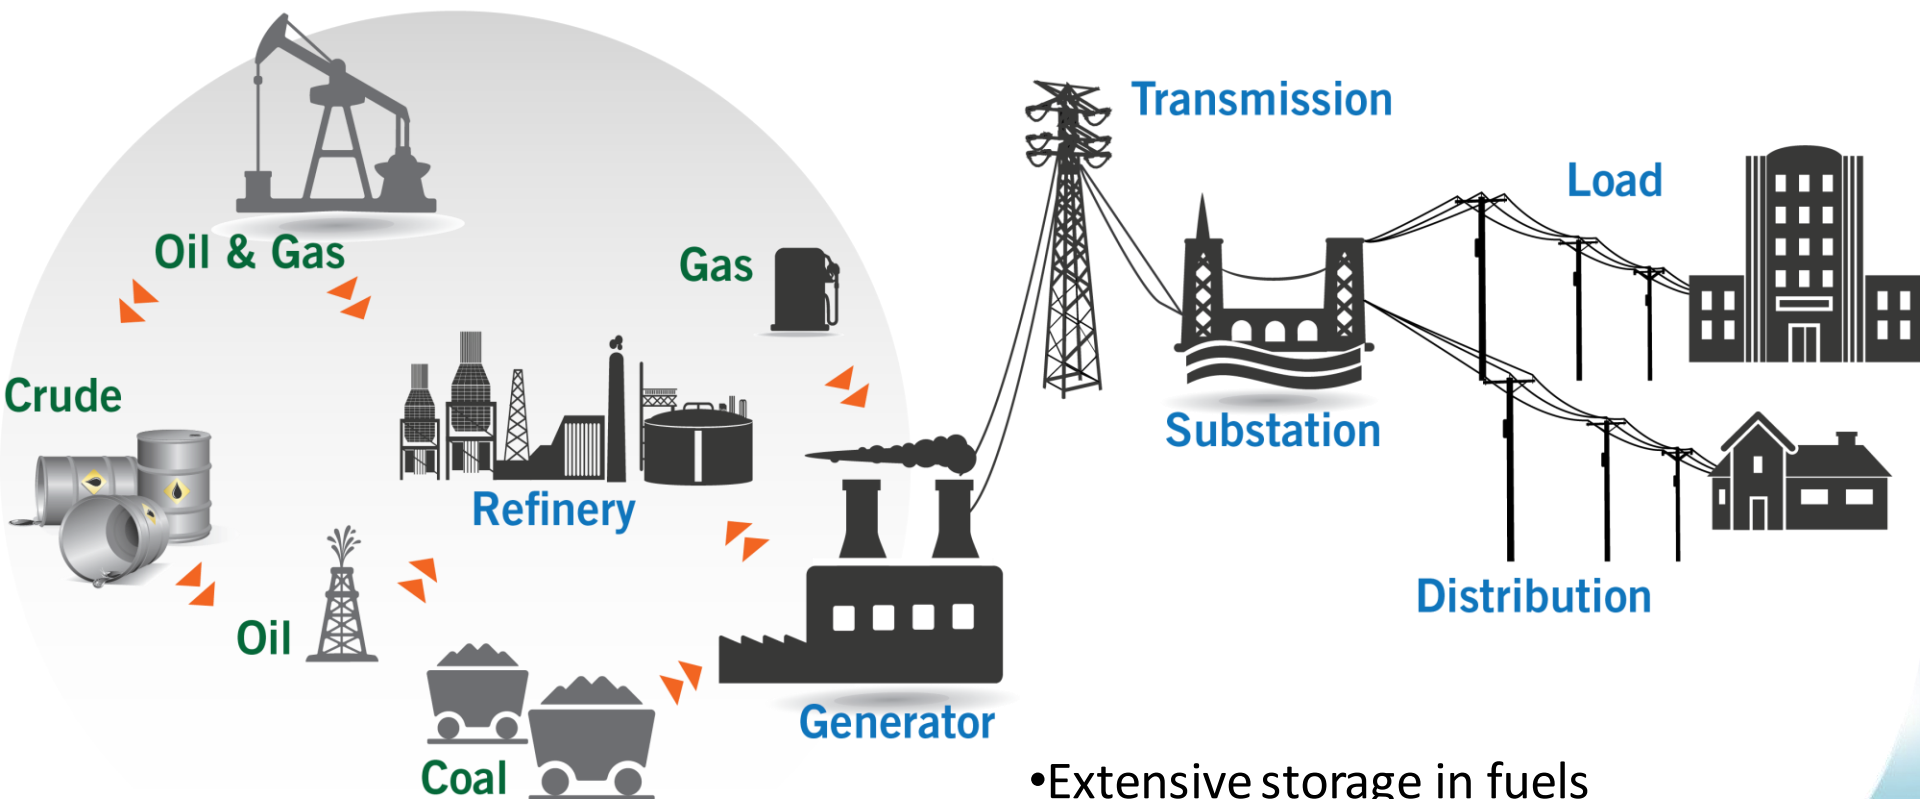 Transmission
Load
Oil & Gas
Gas
Crude
Substation
Refinery
Distribution
Oil
Generator
Coal
•Extensive storage in fuels